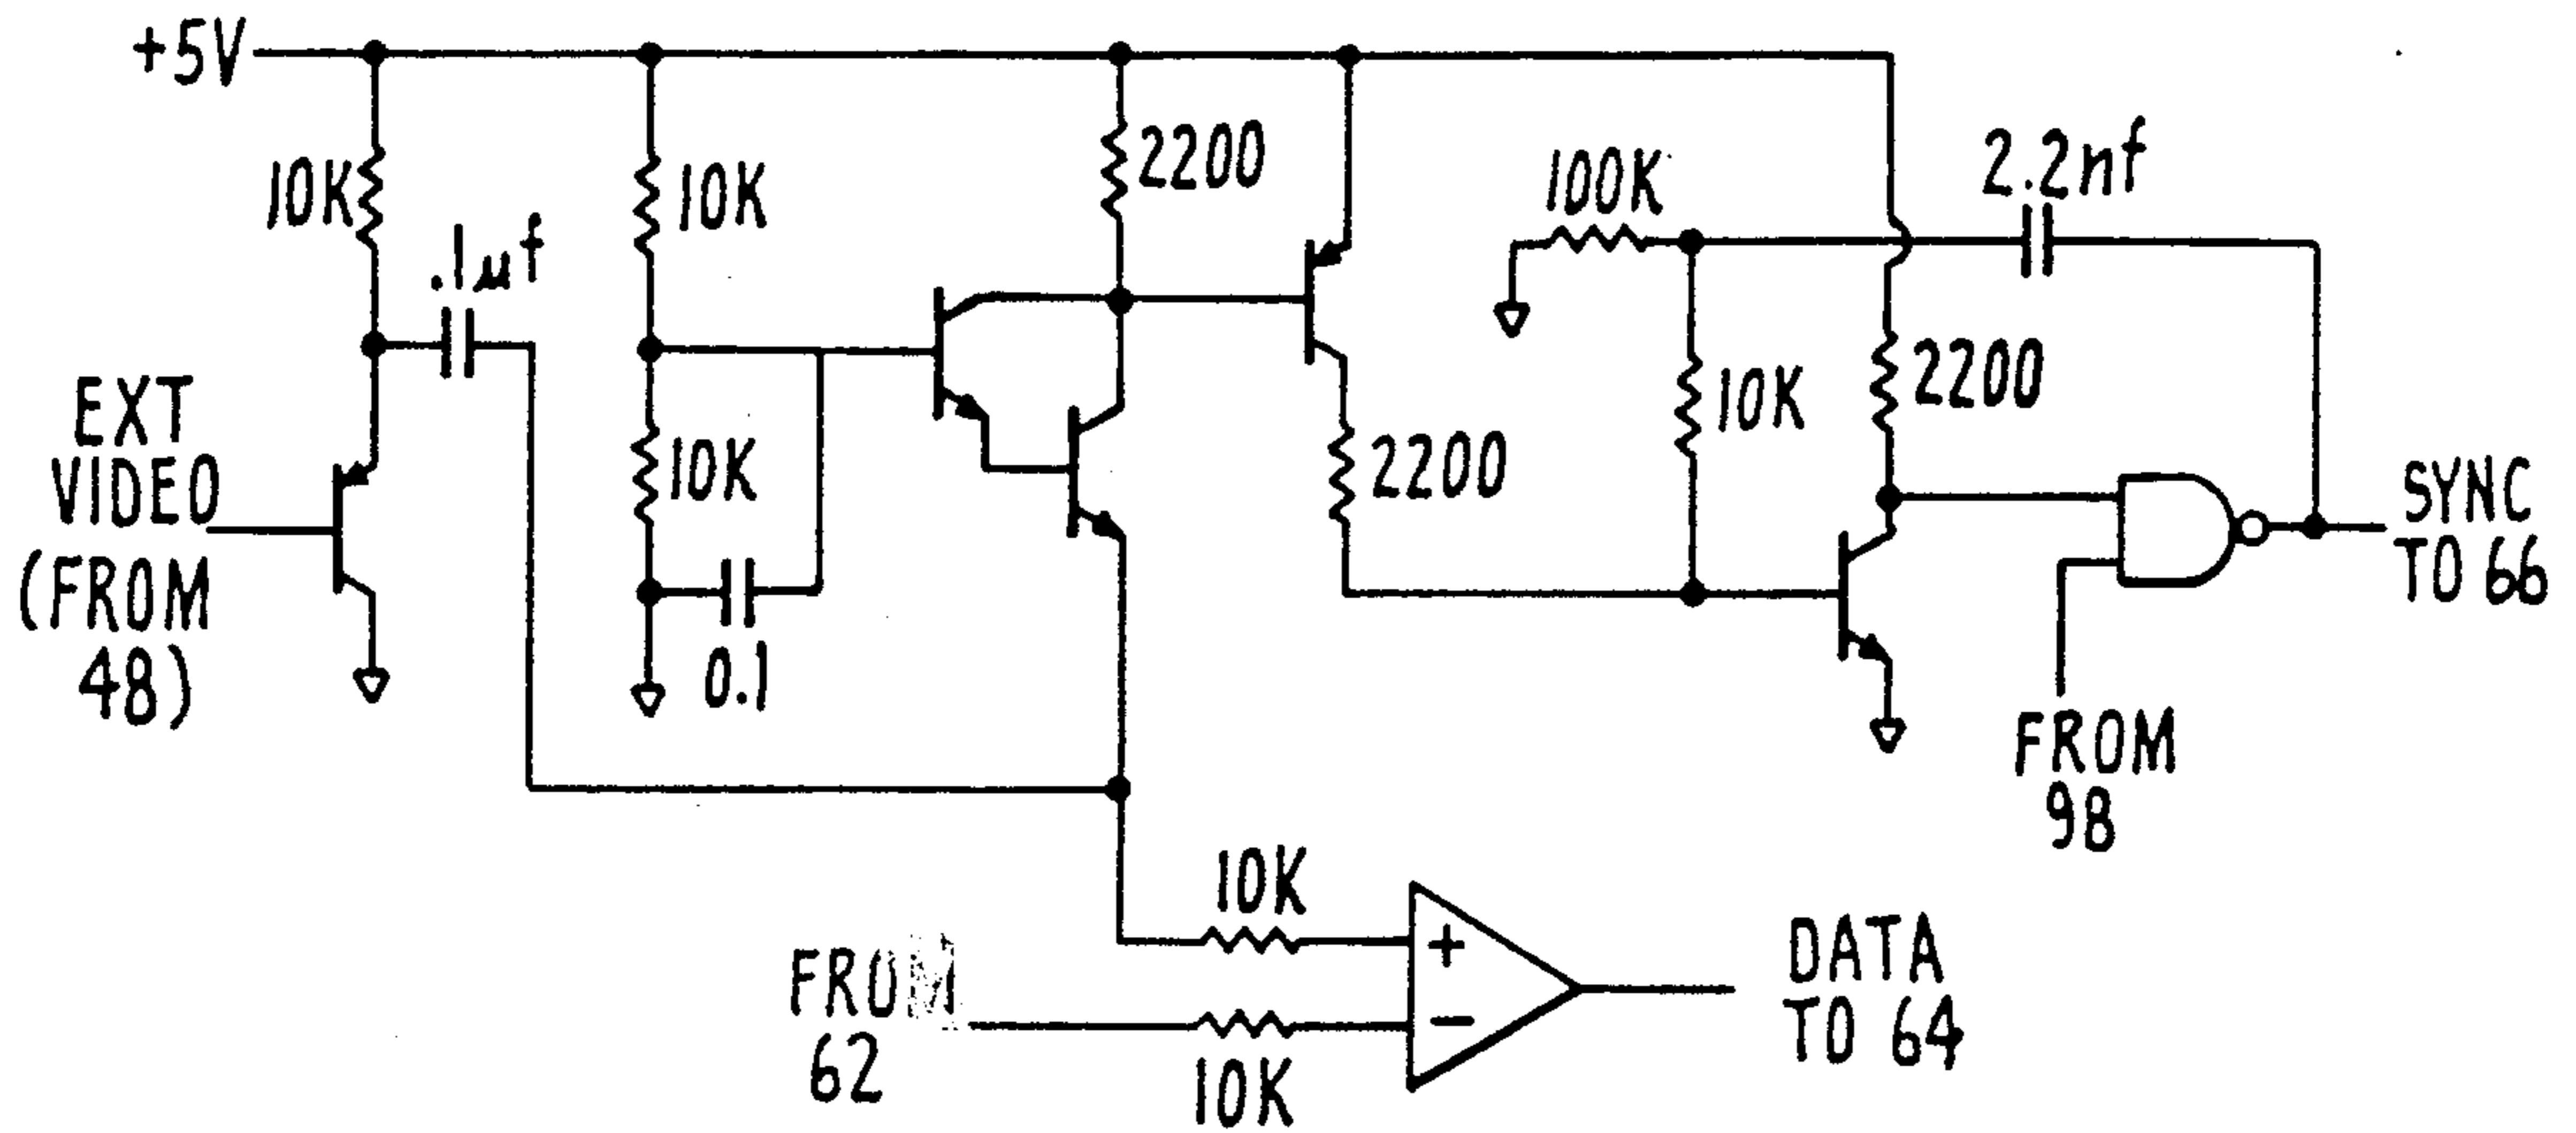 +5V
10K
.1µf
10K
2200
100K
2.2nf
EXT
VIDEO
(FROM
48)
10K
0.1
2200
10K
2200
SYNC
TO 66
FROM
98
10K
+
FROM
62
−
10K
DATA
TO 64